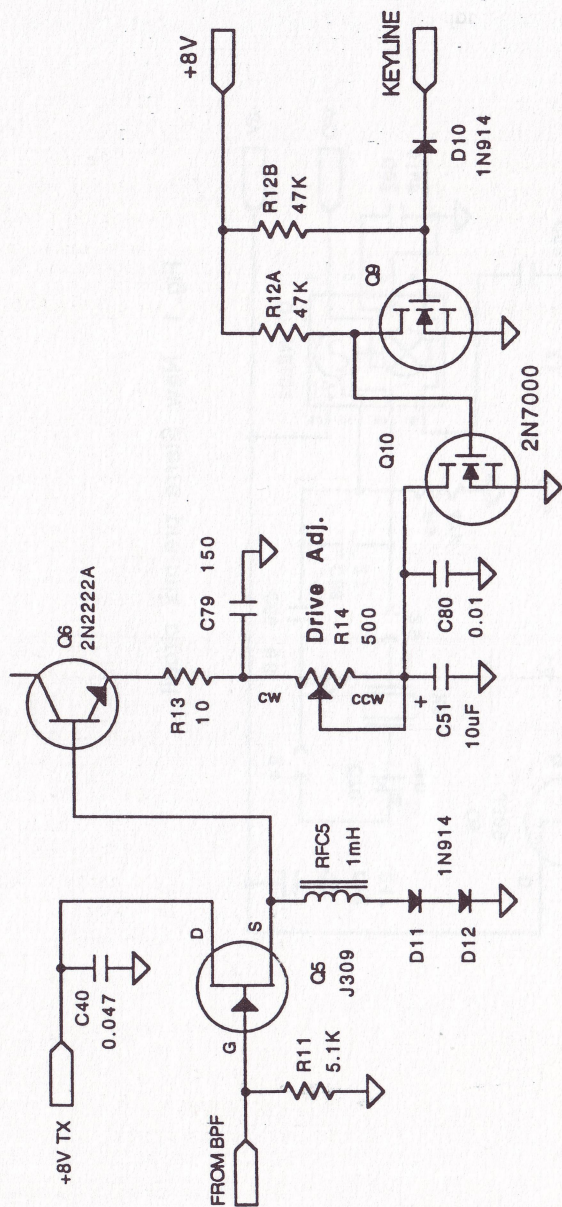 +8V TX
C40
0.047
FROM BPF
G
D
S
R11
5.1K
Q5
J309
RFC5
1mH
D11
D12
1N914
Q6
2N2222A
R13
10
C79
150
CW
CCW
Drive Adj.
R14
500
+
C51
10uF
C80
0.01
Q10
2N7000
Q9
R12A
47K
R12B
47K
+8V
KEYLINE
D10
1N914